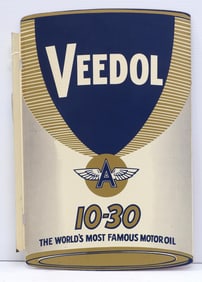 VEEDOL
A
10-30
THE WORLD'S MOST FAMOUS MOTOR OIL